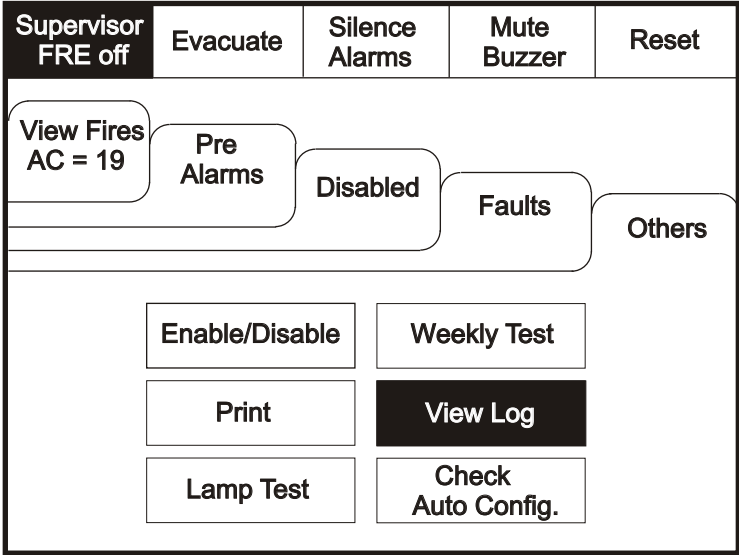 Supervisor
FRE off
Evacuate
Silence
Alarms
Mute
Buzzer
Reset
View Fires
AC = 19
Pre
Alarms
Disabled
Faults
Others
Enable/Disable
Weekly Test
Print
View Log
Lamp Test
Check
Auto Config.